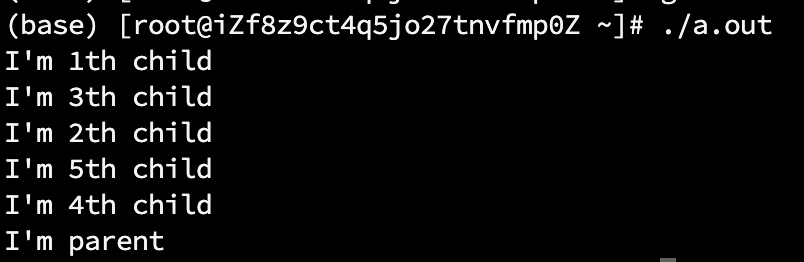 (base) [root@iZf8z9ct4q5jo27tnvfmp0Z ~]# ./a.out
I'm 1th child
I'm 3th child
I'm 2th child
I'm 5th child
I'm 4th child
I'm parent